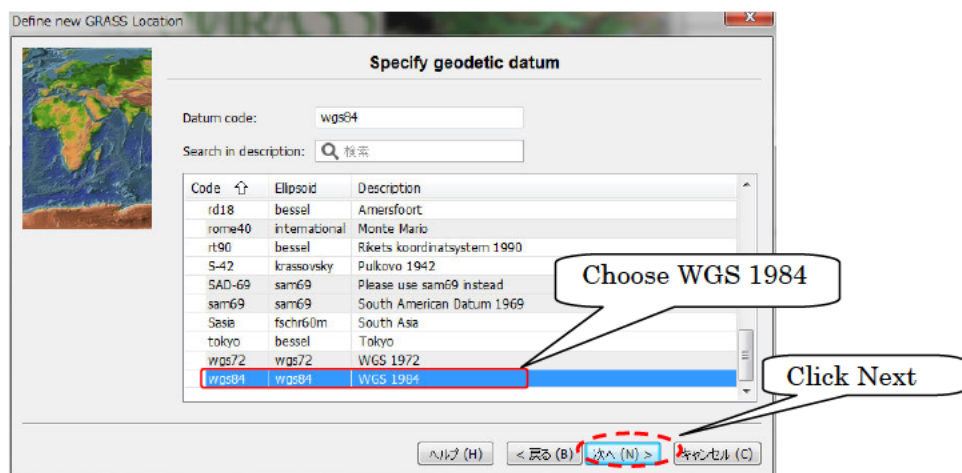 Define new GRASS Location
Specify geodetic datum
Datum code: wgs84
Search in description: 検索
Code Ellipsoid Description
rd18 bessel Amersfoort
rome40 international Monte Mario
rt90 bessel Rikets koordinatsystem 1990
S-42 krassovsky Pulkovo 1942
SAD-69 sam69 Please use sam69 instead
sam69 sam69 South American Datum 1969
Sasia fschr60m South Asia
tokyo bessel Tokyo
wgs72 wgs72 WGS 1972
wgs84 wgs84 WGS 1984
Choose WGS 1984
Click Next
ヘルプ (H) < 戻る (B) 次へ (N) > キャンセル (C)